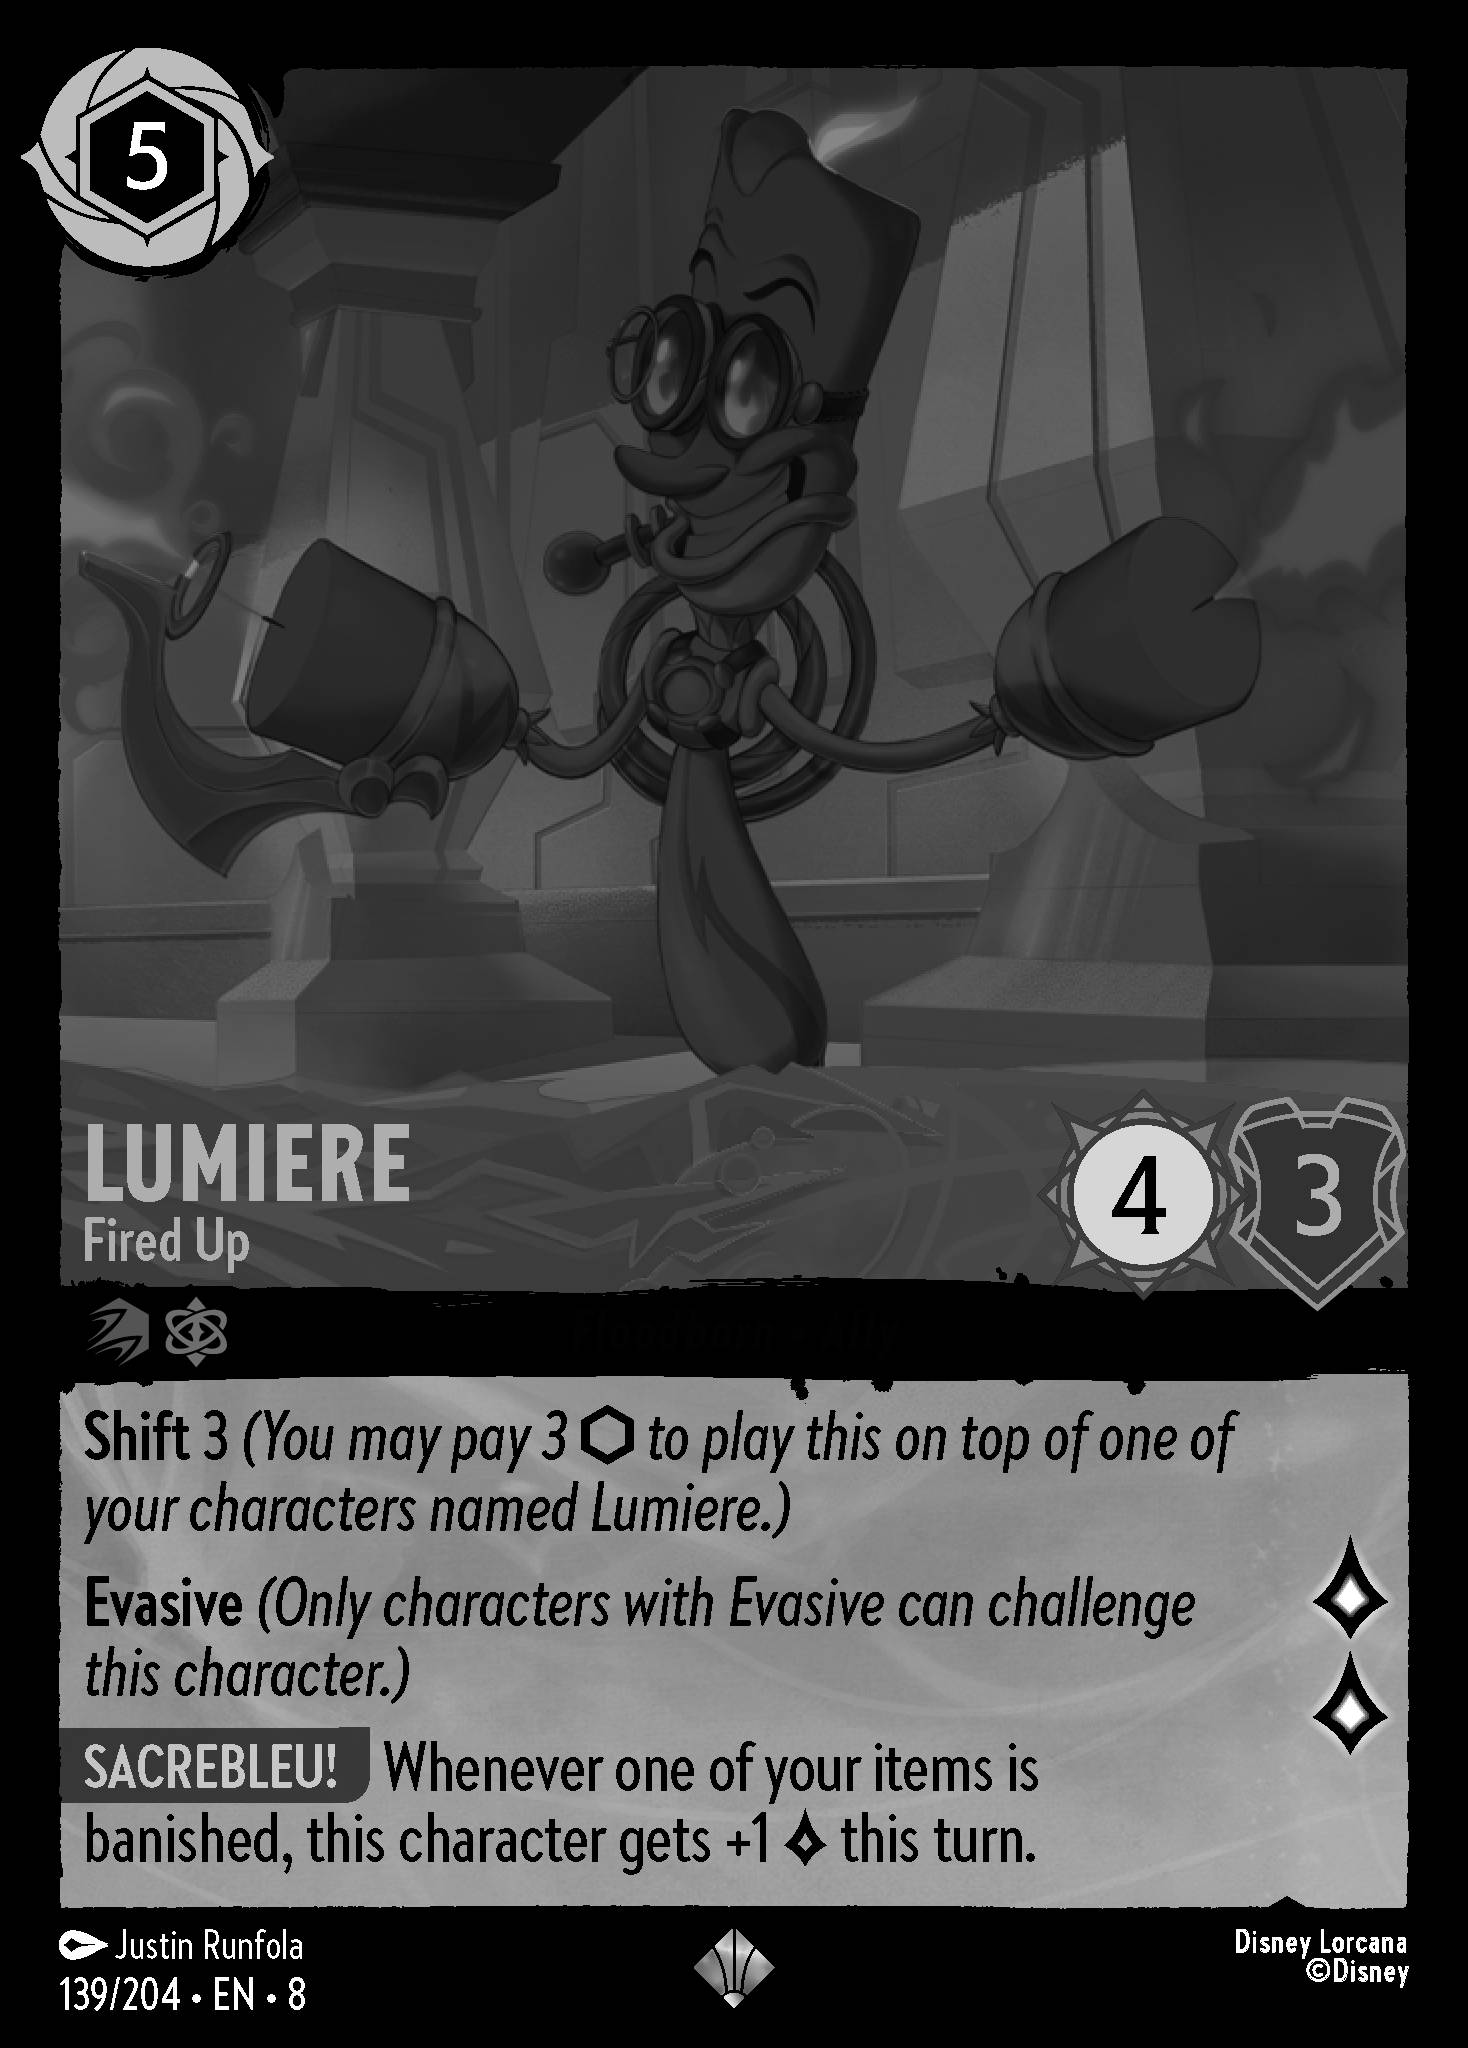 5
LUMIERE
Fired Up
4
3
Floodborn • Ally
Shift 3 (You may pay 3 to play this on top of one of
your characters named Lumiere.)
Evasive (Only characters with Evasive can challenge
this character.)
SACREBLEU! Whenever one of your items is
banished, this character gets +1 this turn.
Justin Runfola
139/204 • EN • 8
Disney Lorcana
©Disney